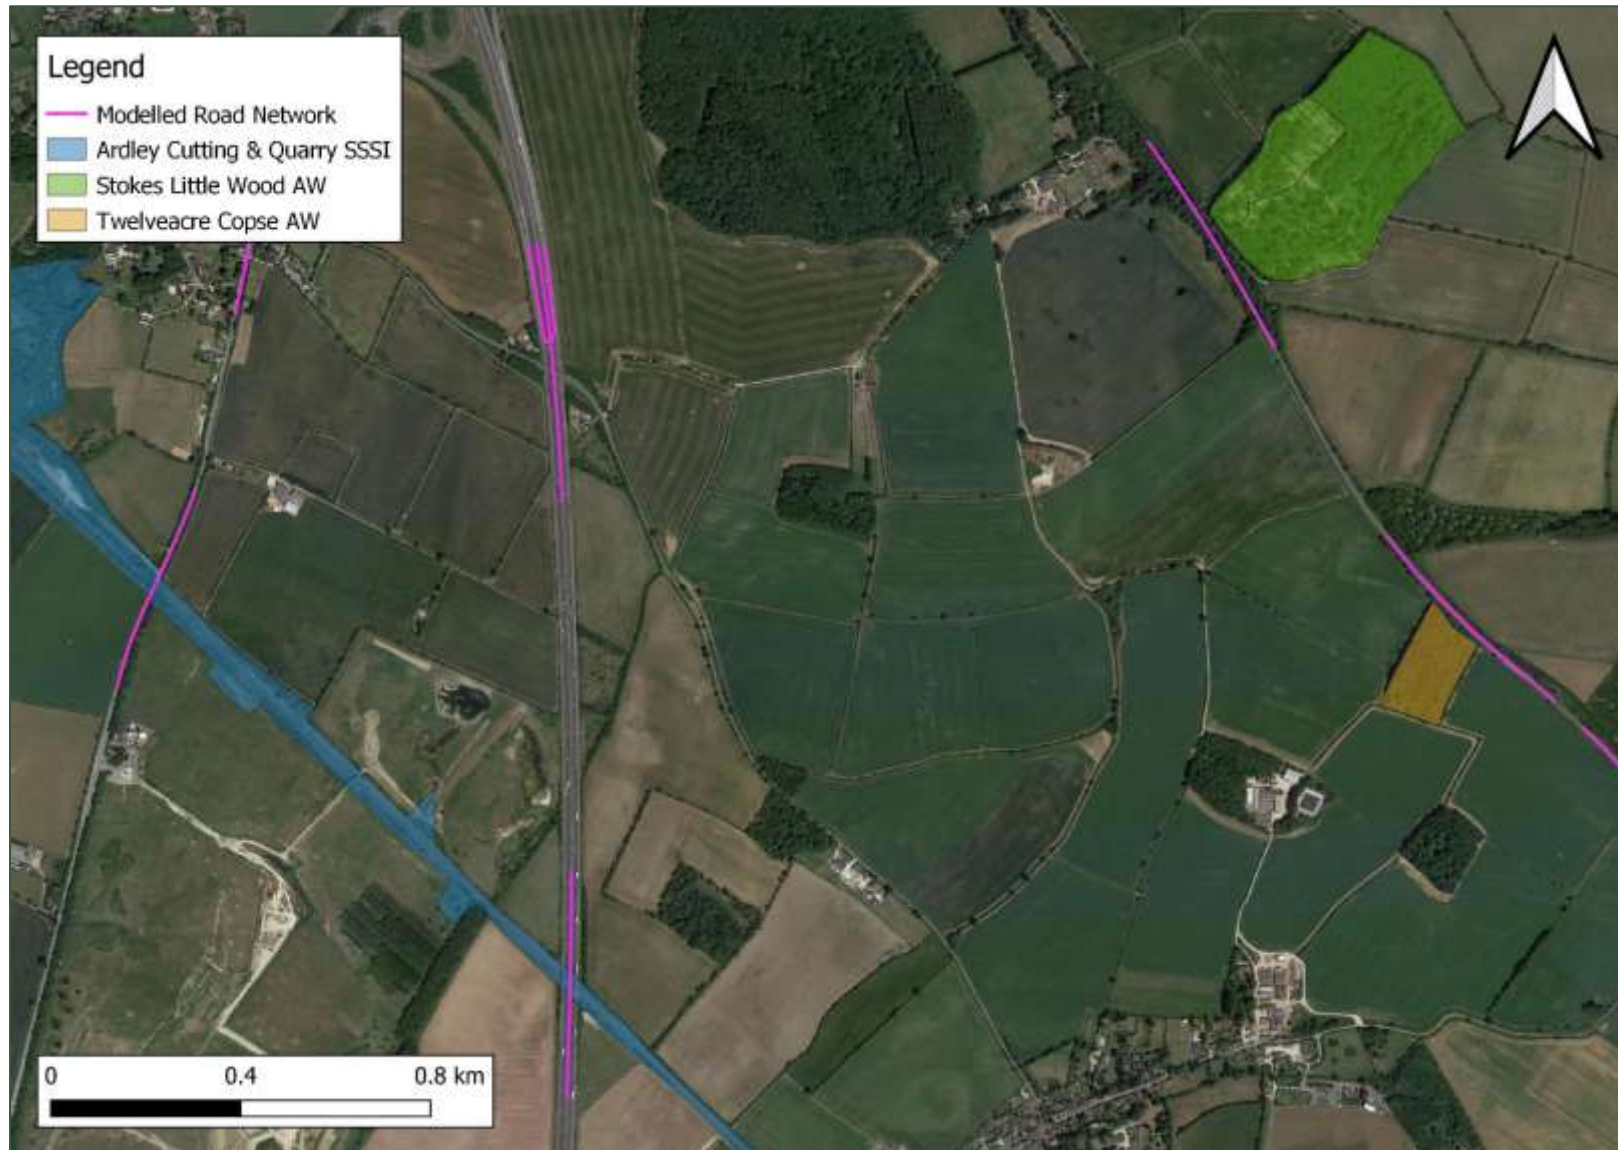 Legend
Modelled Road Network
Ardley Cutting & Quarry SSSI
Stokes Little Wood AW
Twelveacre Copse AW
0 0.4 0.8 km